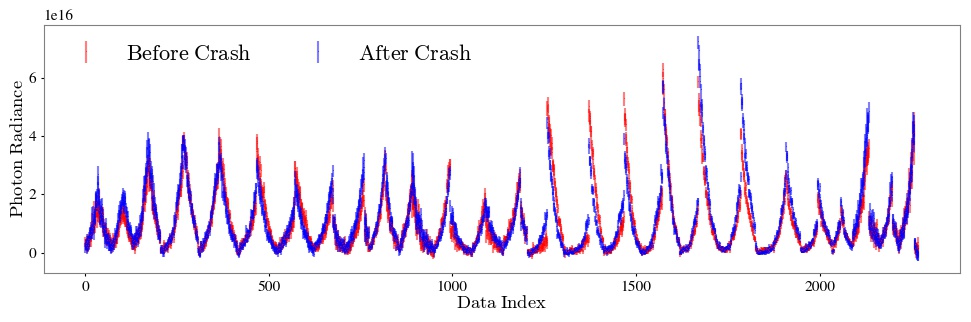 1e16
Before Crash
After Crash
Photon Radiance
6
4
2
0
0
500
1000
1500
2000
Data Index